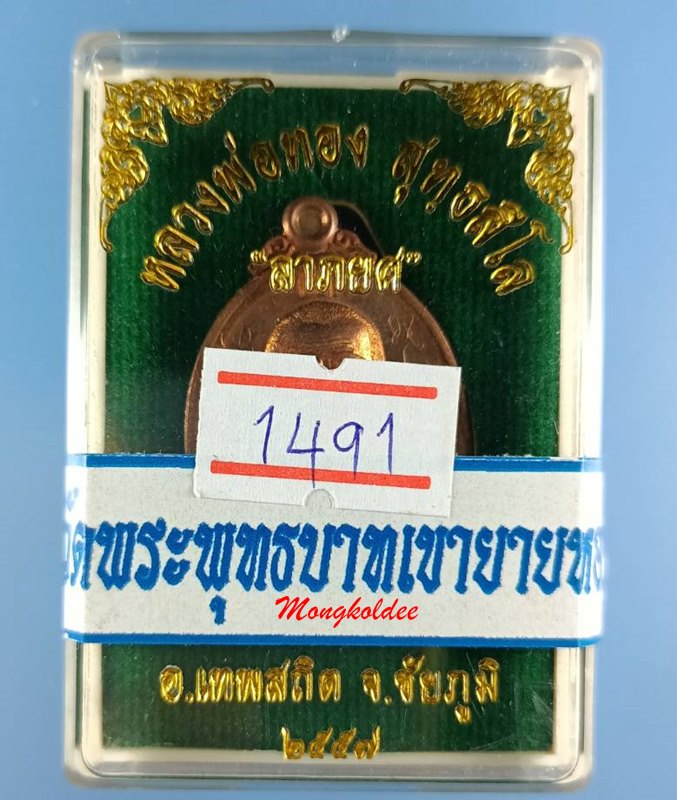 หลวงพ่อทอง สุทธสีโล
"ลาภยศ"
1491
วัดพระพุทธบาทเขายายหอม
Mongkoldee
อ.เทพสถิต จ.ชัยภูมิ
๒๕๕๗